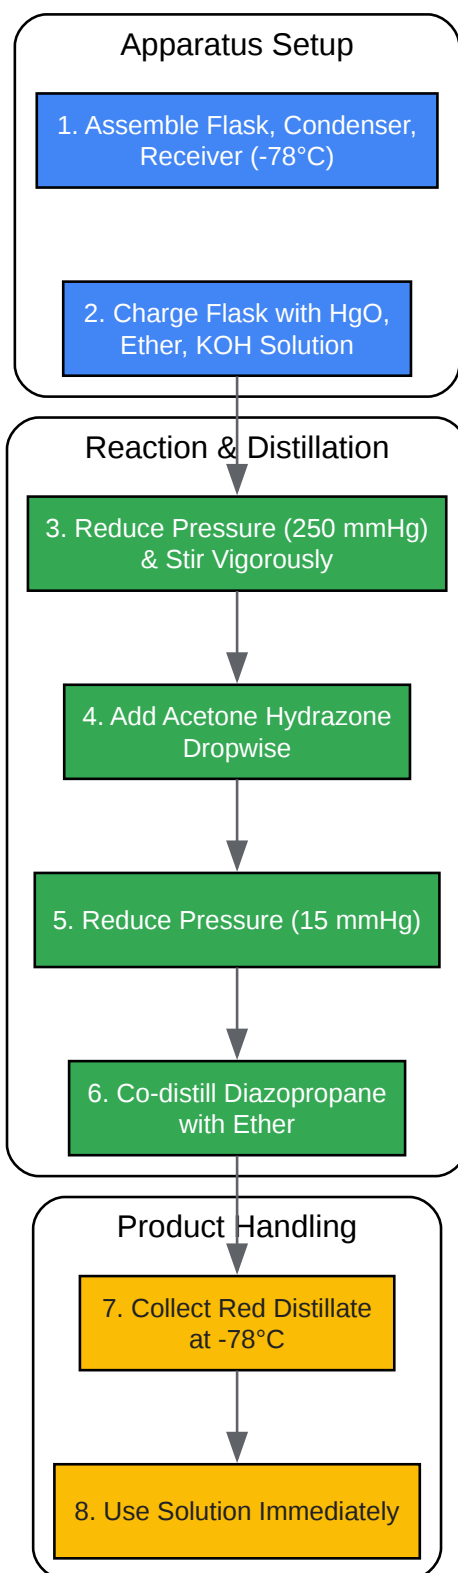 Apparatus Setup
1. Assemble Flask, Condenser,
Receiver (-78°C)
2. Charge Flask with HgO,
Ether, KOH Solution
Reaction & Distillation
3. Reduce Pressure (250 mmHg)
& Stir Vigorously
4. Add Acetone Hydrazone
Dropwise
5. Reduce Pressure (15 mmHg)
6. Co-distill Diazopropane
with Ether
Product Handling
7. Collect Red Distillate
at -78°C
8. Use Solution Immediately